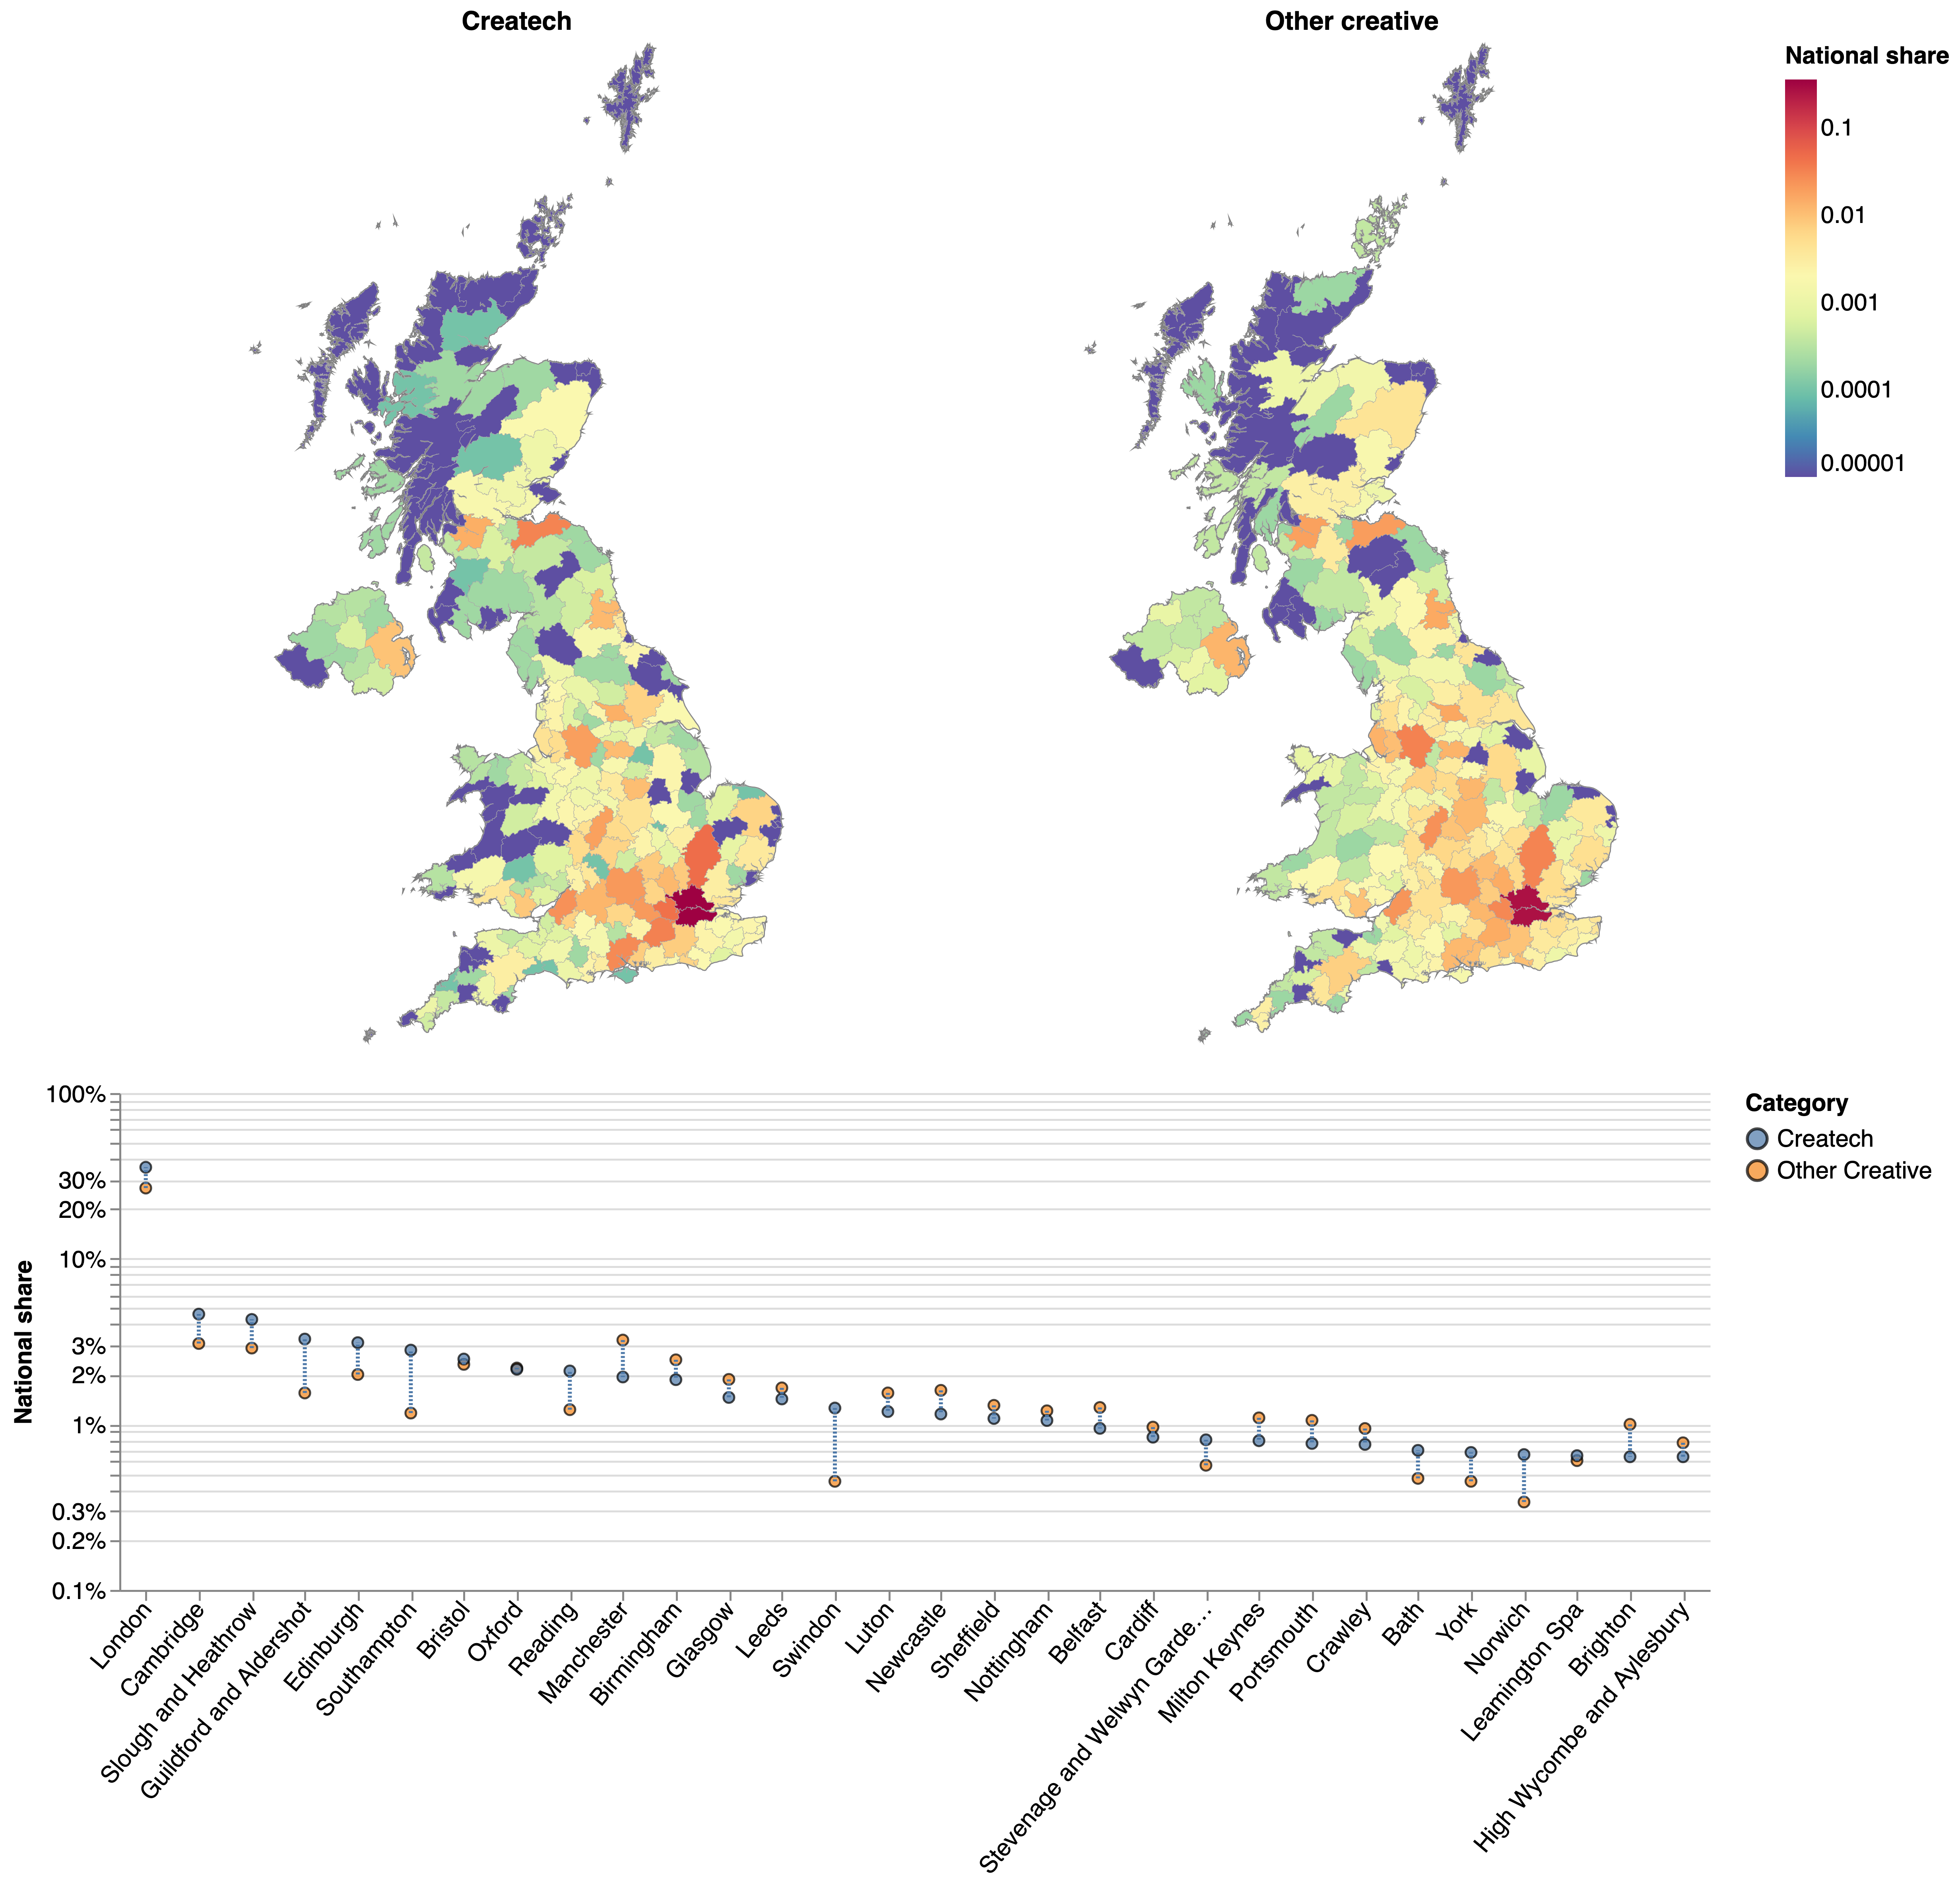 Createch
Other creative
National share
0.1
0.01
0.001
0.0001
0.00001
100%
30%
20%
10%
3%
2%
1%
0.3%
0.2%
0.1%
National share
Category
Createch
Other Creative
London
Cambridge
Slough and Heathrow
Guildford and Aldershot
Edinburgh
Southampton
Bristol
Oxford
Reading
Manchester
Birmingham
Glasgow
Leeds
Swindon
Luton
Newcastle
Sheffield
Nottingham
Belfast
Cardiff
Stevenage and Welwyn Garde...
Milton Keynes
Portsmouth
Crawley
Bath
York
Norwich
Leamington Spa
Brighton
High Wycombe and Aylesbury